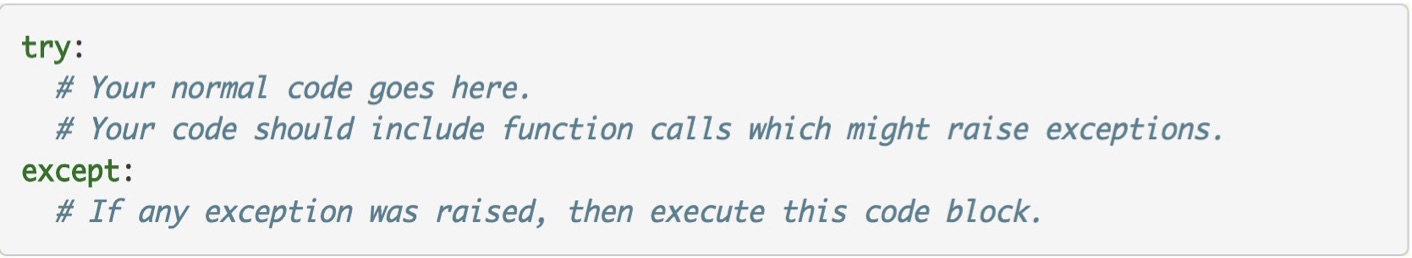 try:
# Your normal code goes here.
# Your code should include function calls which might raise exceptions.
except:
# If any exception was raised, then execute this code block.